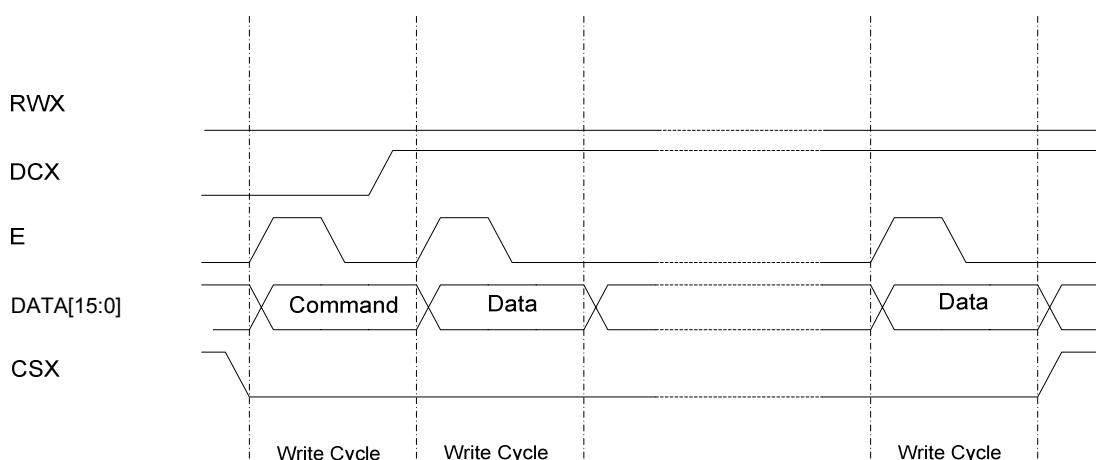 RWX
DCX
E
DATA[15:0]
Command
Data
Data
CSX
Write Cycle
Write Cycle
Write Cycle